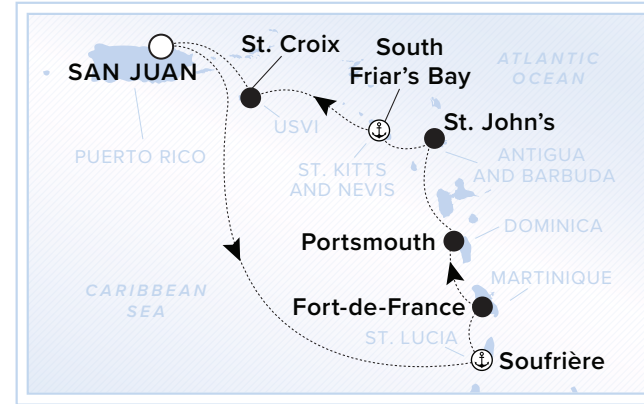 St. Croix
South
Friar's Bay
ATLANTIC
OCEAN
SAN JUAN
USVI
St. John's
PUERTO RICO
ST. KITTS
AND NEVIS
ANTIGUA
AND BARBUDA
Portsmouth
DOMINICA
CARIBBEAN
SEA
MARTINIQUE
Fort-de-France
ST. LUCIA
Soufrière